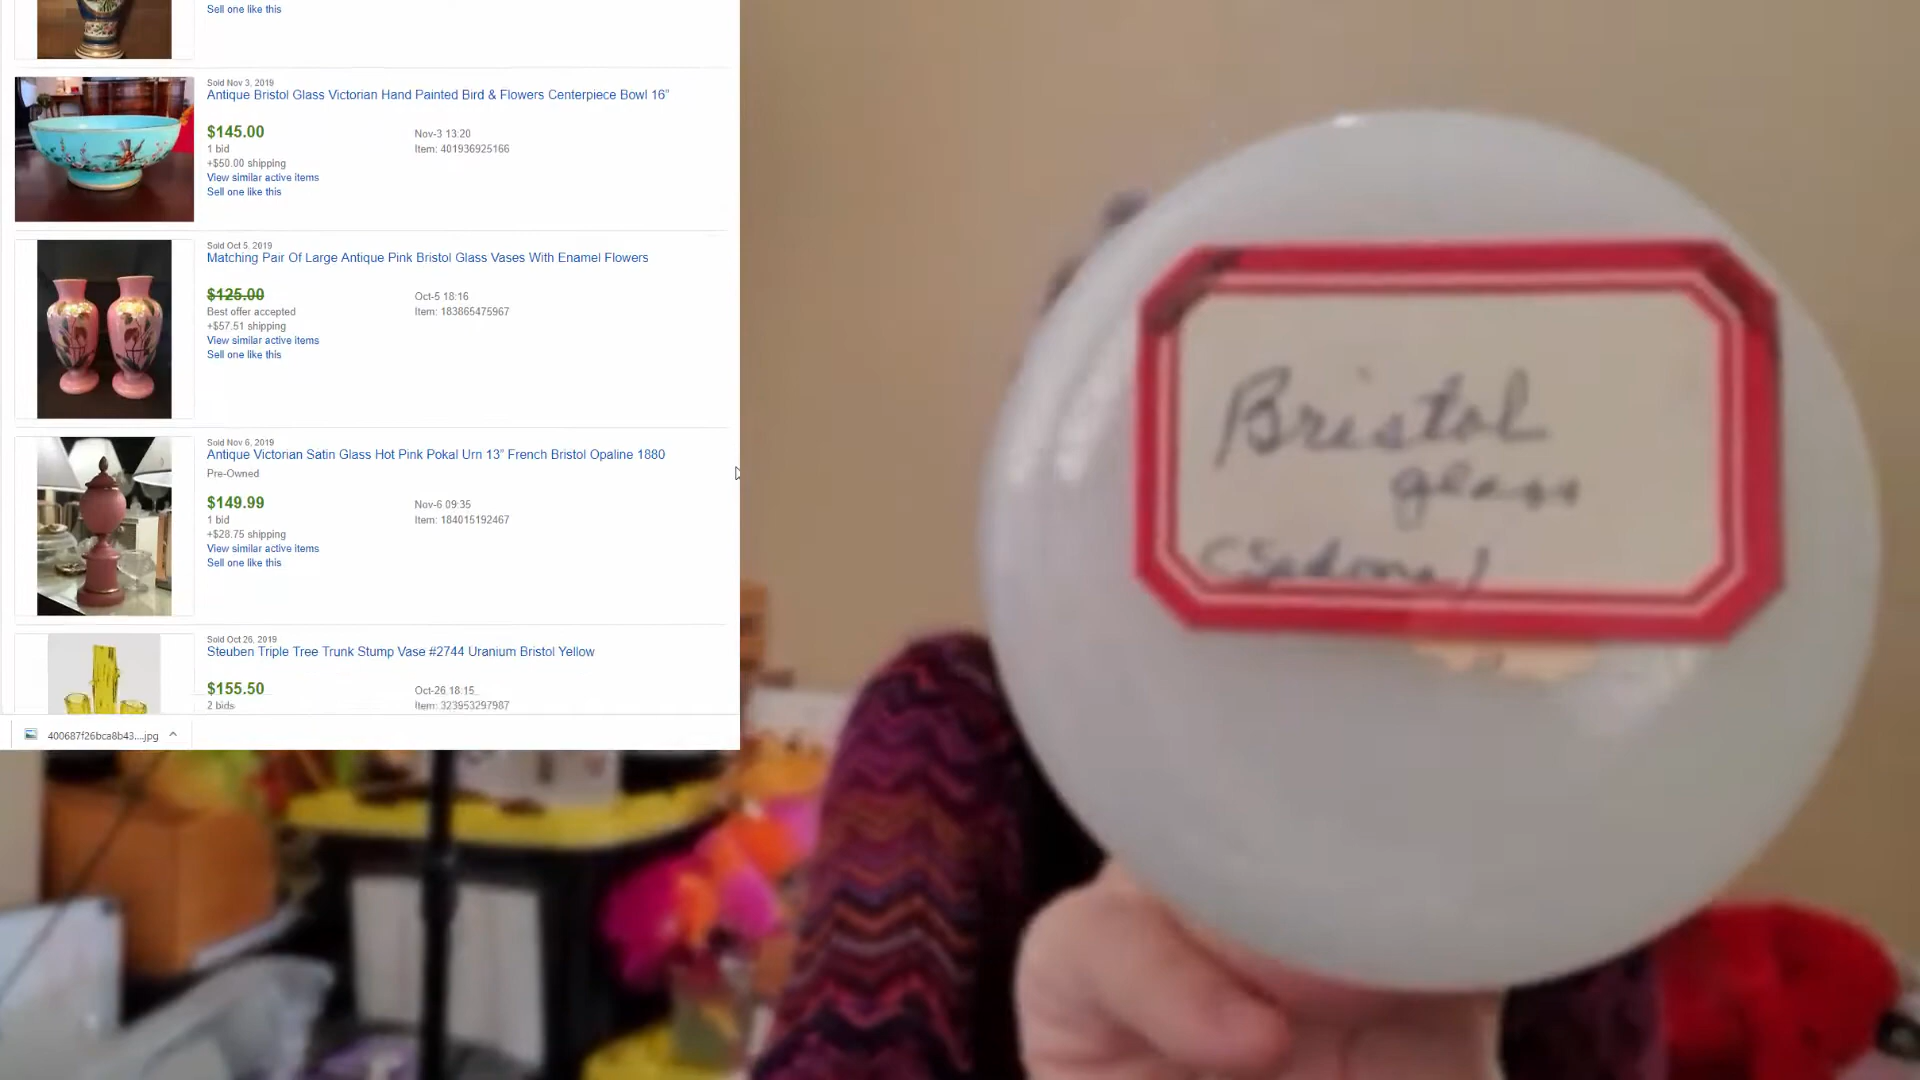 Sell one like this
Sold Nov 3, 2019
Antique Bristol Glass Victorian Hand Painted Bird & Flowers Centerpiece Bowl 16"
$145.00
Nov-3 13:20
1 bid
Item: 401936925166
+$50.00 shipping
View similar active items
Sell one like this
Sold Oct 5, 2019
Matching Pair Of Large Antique Pink Bristol Glass Vases With Enamel Flowers
$125.00
Oct-5 18:16
Best offer accepted
Item: 183865475967
+$57.51 shipping
View similar active items
Sell one like this
Sold Nov 6, 2019
Antique Victorian Satin Glass Hot Pink Pokal Urn 13" French Bristol Opaline 1880
Pre-Owned
$149.99
Nov-6 09:35
1 bid
Item: 184015192467
+$28.75 shipping
View similar active items
Sell one like this
Sold Oct 26, 2019
Steuben Triple Tree Trunk Stump Vase #2744 Uranium Bristol Yellow
$155.50
Oct-26 18:15
2 bids
Item: 323953297987
400687f26bca8b43....jpg
Bristol
glass
(Sedona)